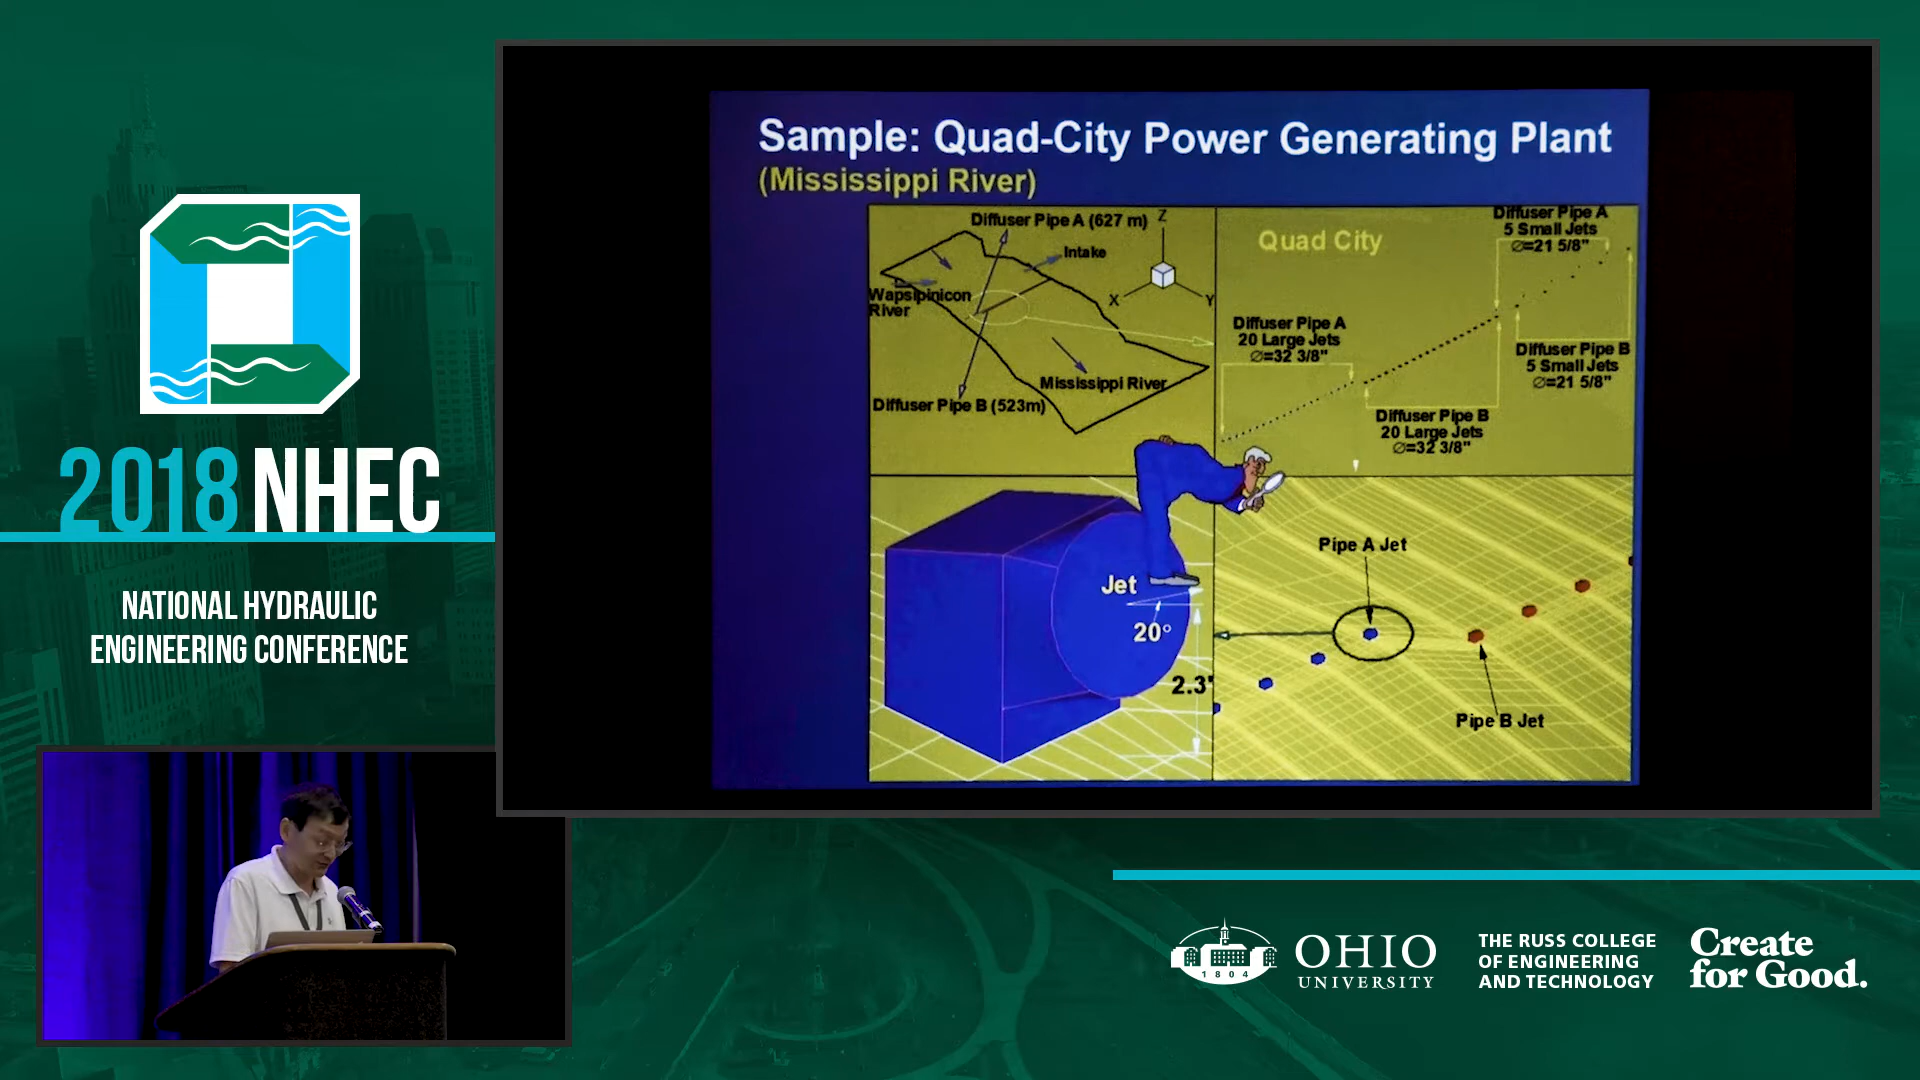 2018 NHEC
NATIONAL HYDRAULIC
ENGINEERING CONFERENCE
Sample: Quad-City Power Generating Plant
(Mississippi River)
Diffuser Pipe A (627 m)
Z
Intake
X
Y
Wapsipinicon
River
Mississippi River
Diffuser Pipe B (523m)
Quad City
Diffuser Pipe A
5 Small Jets
∅=21 5/8"
Diffuser Pipe A
20 Large Jets
∅=32 3/8"
Diffuser Pipe B
5 Small Jets
∅=21 5/8"
Diffuser Pipe B
20 Large Jets
∅=32 3/8"
Jet
20°
2.3'
Pipe A Jet
Pipe B Jet
1804
OHIO
UNIVERSITY
THE RUSS COLLEGE
OF ENGINEERING
AND TECHNOLOGY
Create
for Good.